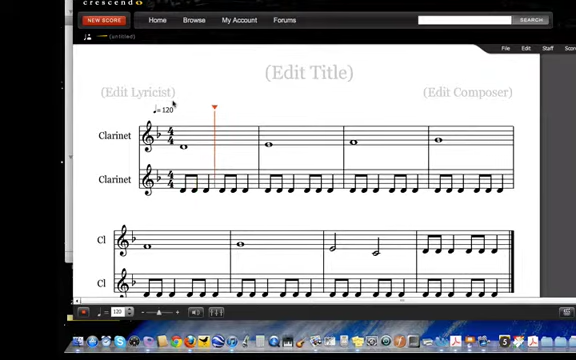 crescendo
NEW SCORE Home Browse My Account Forums SEARCH
(untitled)
File Edit Staff Score
(Edit Title)
(Edit Lyricist) (Edit Composer)
♩= 120
Clarinet
Clarinet
Cl
Cl
120